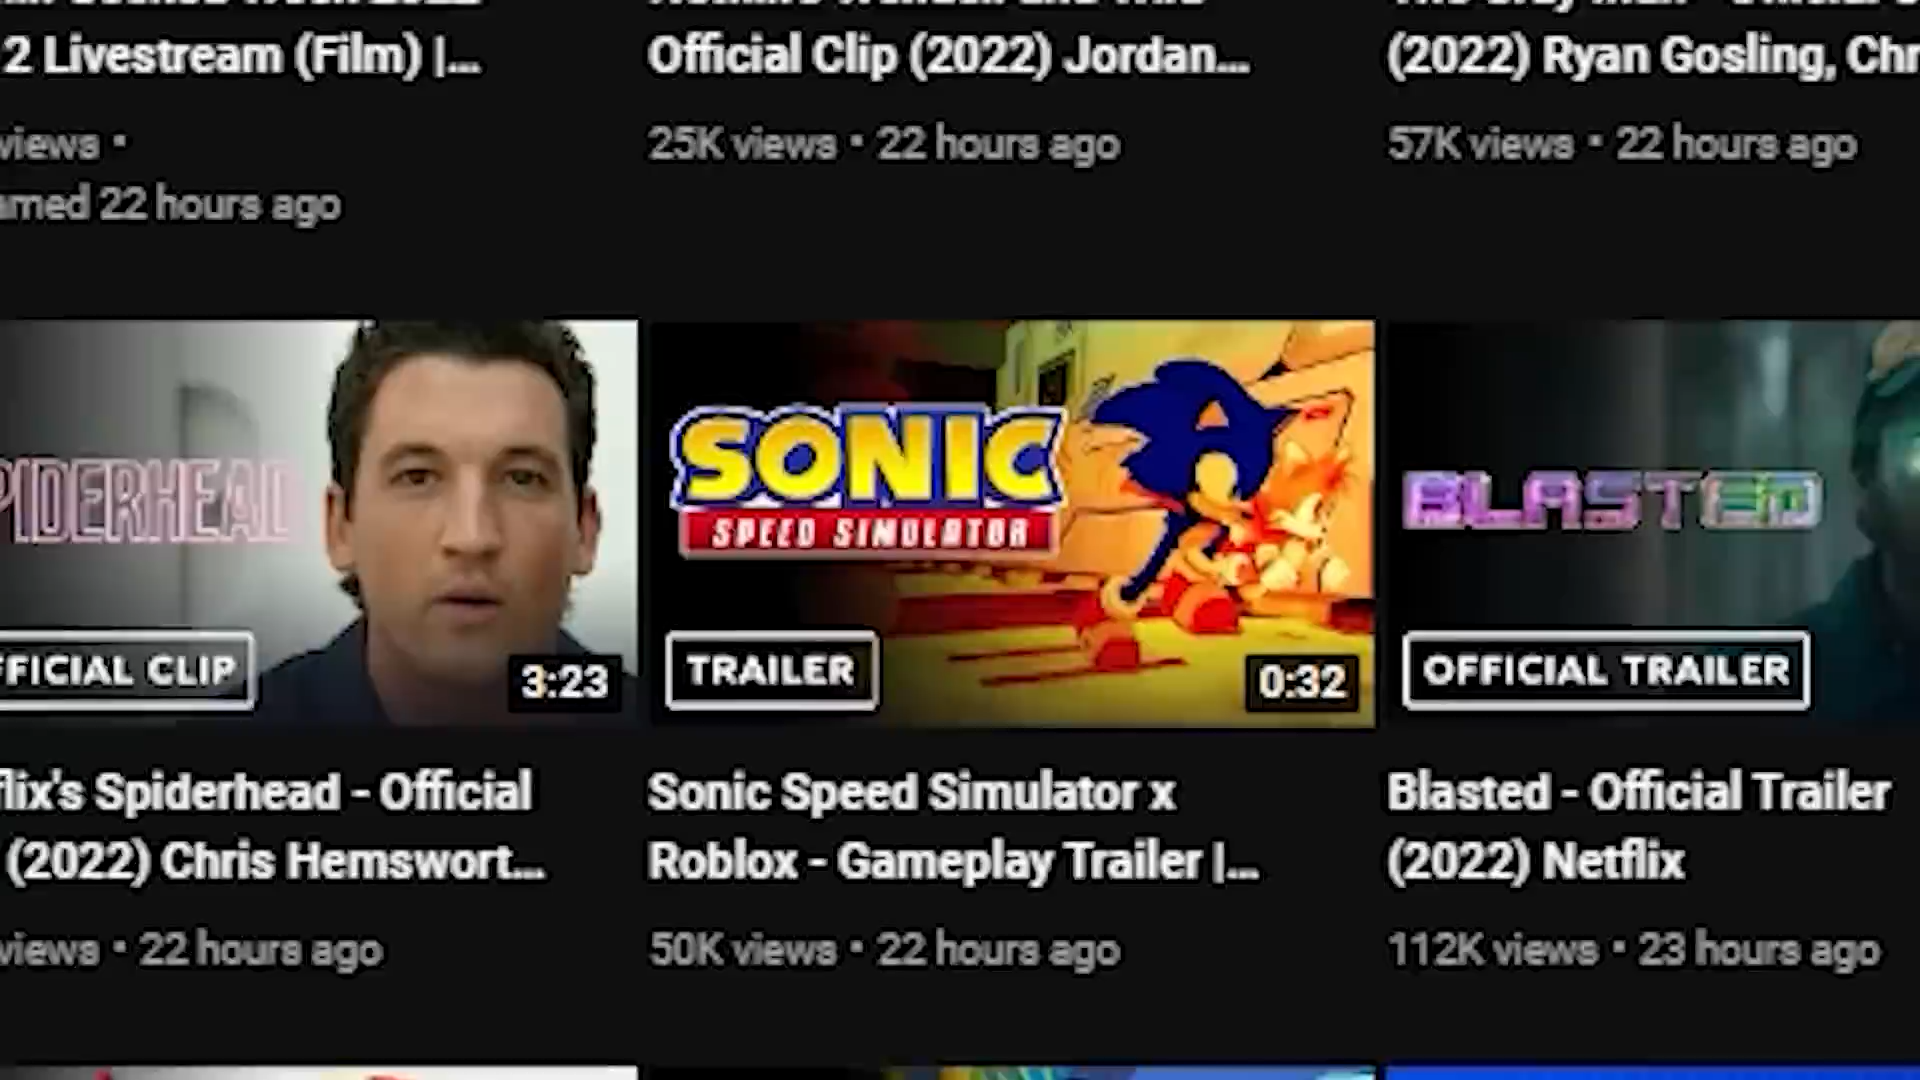 2 Livestream (Film) |...
views •
22 hours ago
Official Clip (2022) Jordan...
25K views • 22 hours ago
(2022) Ryan Gosling, Chr
57K views • 22 hours ago
PIDERHEAD
FFICIAL CLIP
3:23
SONIC
SPEED SIMULATOR
TRAILER
0:32
BLASTED
OFFICIAL TRAILER
flix's Spiderhead - Official
(2022) Chris Hemswort...
views • 22 hours ago
Sonic Speed Simulator x
Roblox - Gameplay Trailer |...
50K views • 22 hours ago
Blasted - Official Trailer
(2022) Netflix
112K views • 23 hours ago